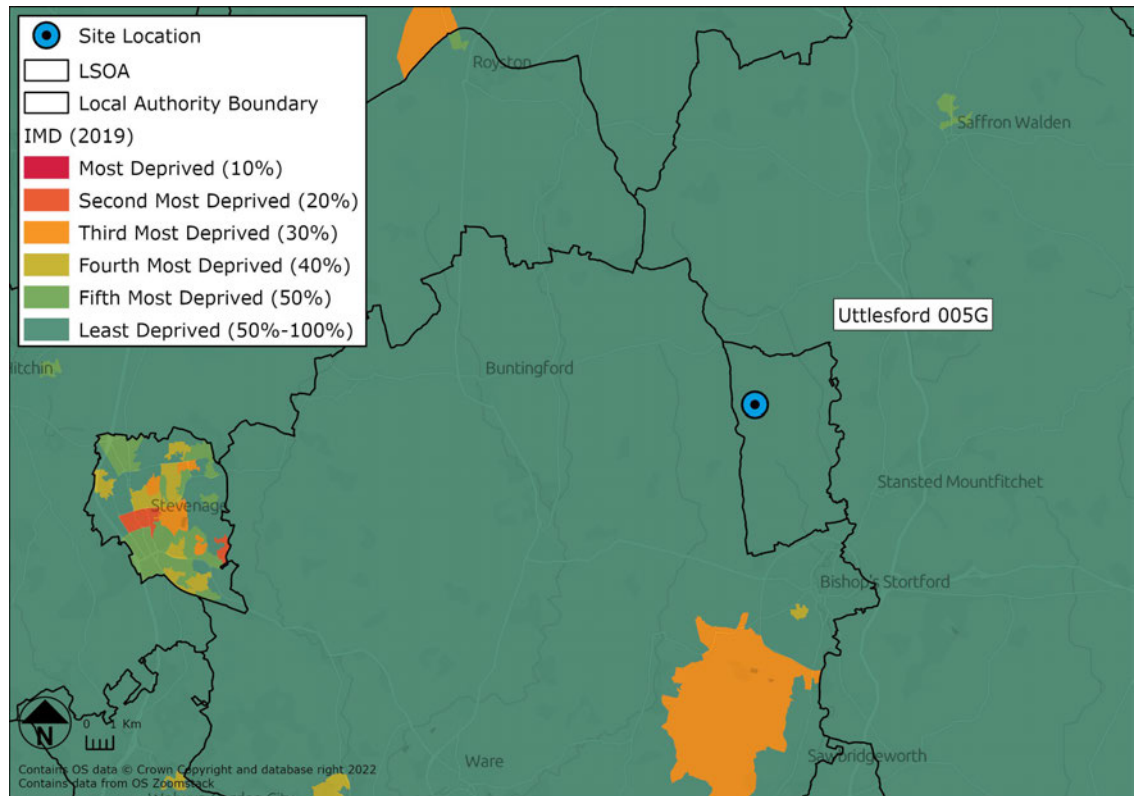 Site Location
LSOA
Local Authority Boundary
IMD (2019)
Most Deprived (10%)
Second Most Deprived (20%)
Third Most Deprived (30%)
Fourth Most Deprived (40%)
Fifth Most Deprived (50%)
Least Deprived (50%-100%)
Royston
Saffron Walden
Uttlesford 005G
Hitchin
Buntingford
Stansted Mountfitchet
Stevenage
Bishop's Stortford
Ware
Sawbridgeworth
N
0 1 Km
Contains OS data © Crown Copyright and database right 2022
Contains data from OS Zoomstack